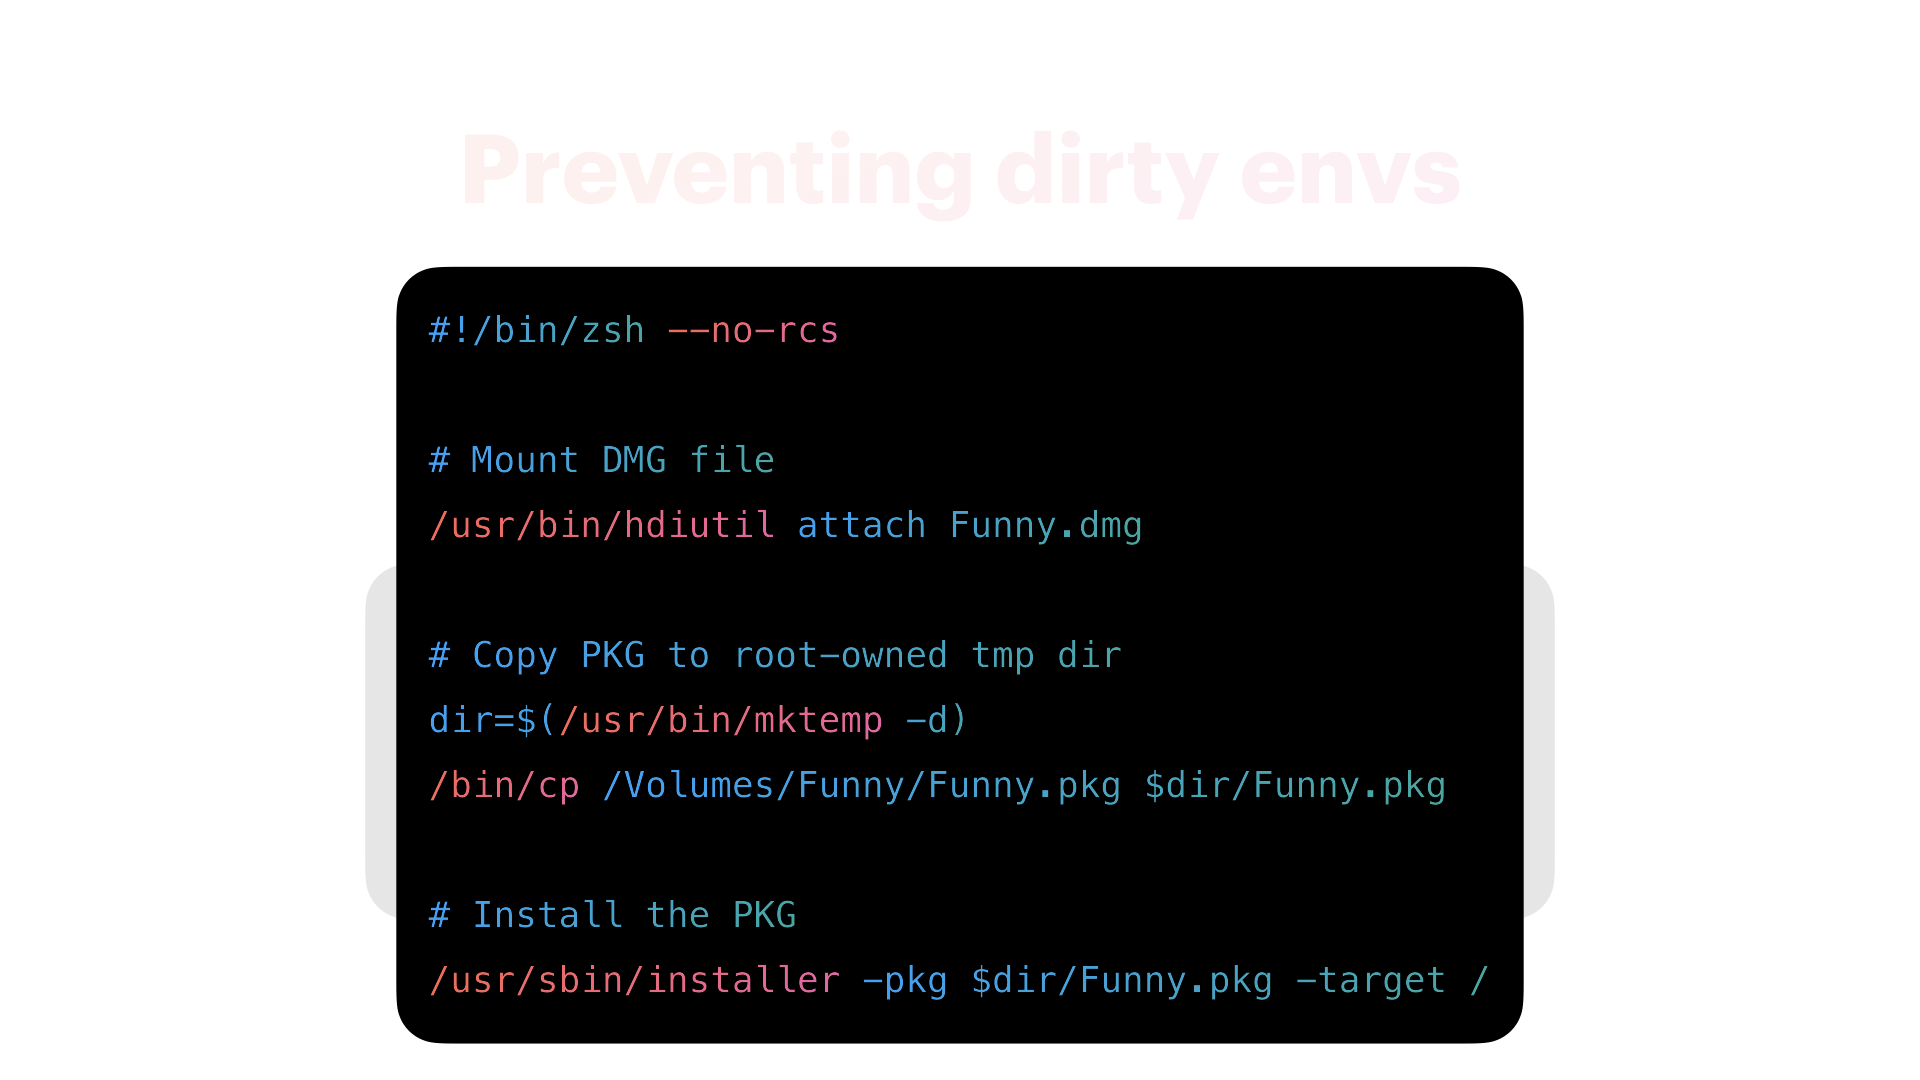 Preventing dirty envs
#!/bin/zsh --no-rcs
# Mount DMG file
/usr/bin/hdiutil attach Funny.dmg
# Copy PKG to root-owned tmp dir
dir=$(/usr/bin/mktemp -d)
/bin/cp /Volumes/Funny/Funny.pkg $dir/Funny.pkg
# Install the PKG
/usr/sbin/installer -pkg $dir/Funny.pkg -target /